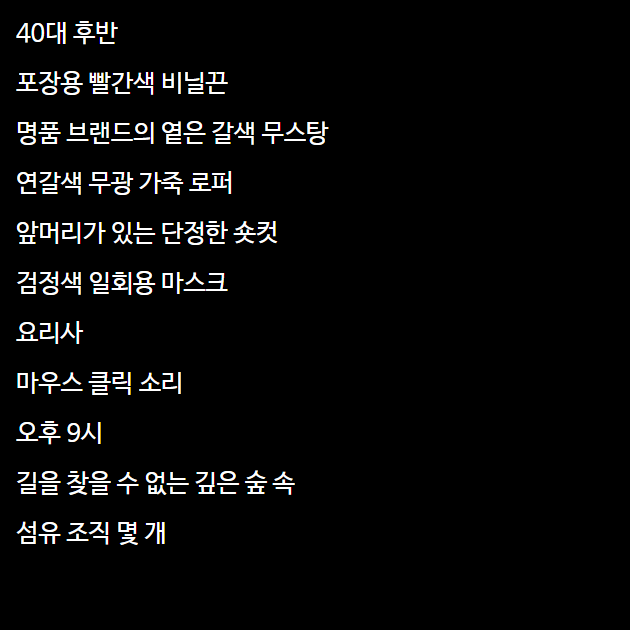 40대 후반
포장용 빨간색 비닐끈
명품 브랜드의 옅은 갈색 무스탕
연갈색 무광 가죽 로퍼
앞머리가 있는 단정한 숏컷
검정색 일회용 마스크
요리사
마우스 클릭 소리
오후 9시
길을 찾을 수 없는 깊은 숲 속
섬유 조직 몇 개